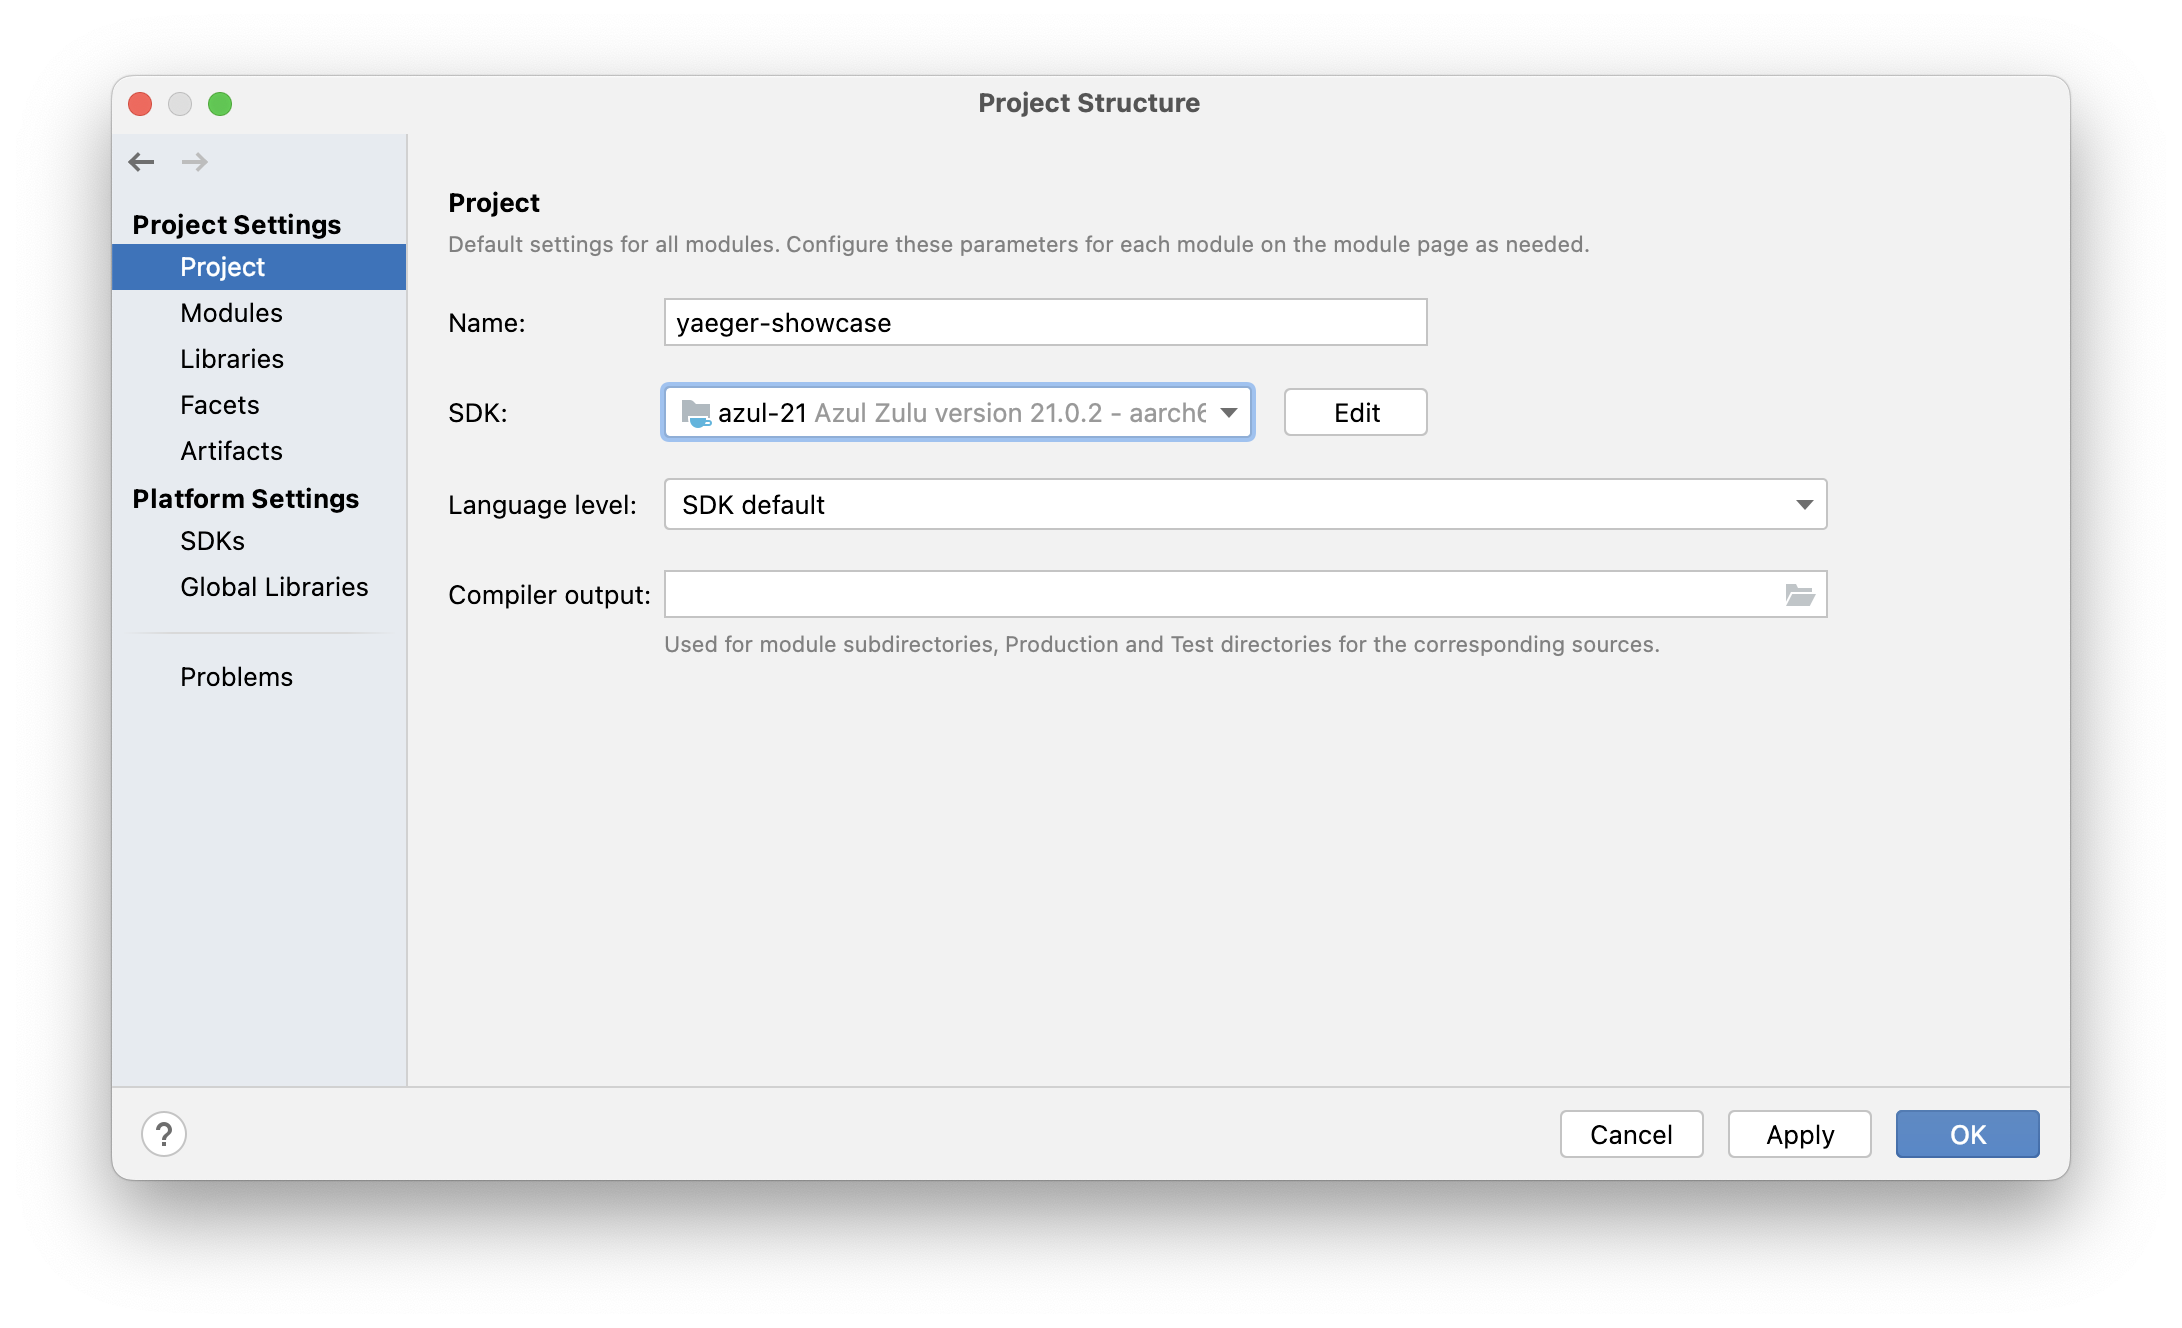 Project Structure
Project Settings
Project
Modules
Libraries
Facets
Artifacts
Platform Settings
SDKs
Global Libraries
Problems
Project
Default settings for all modules. Configure these parameters for each module on the module page as needed.
Name: yaeger-showcase
SDK: azul-21 Azul Zulu version 21.0.2 - aarch6 Edit
Language level: SDK default
Compiler output:
Used for module subdirectories, Production and Test directories for the corresponding sources.
? Cancel Apply OK